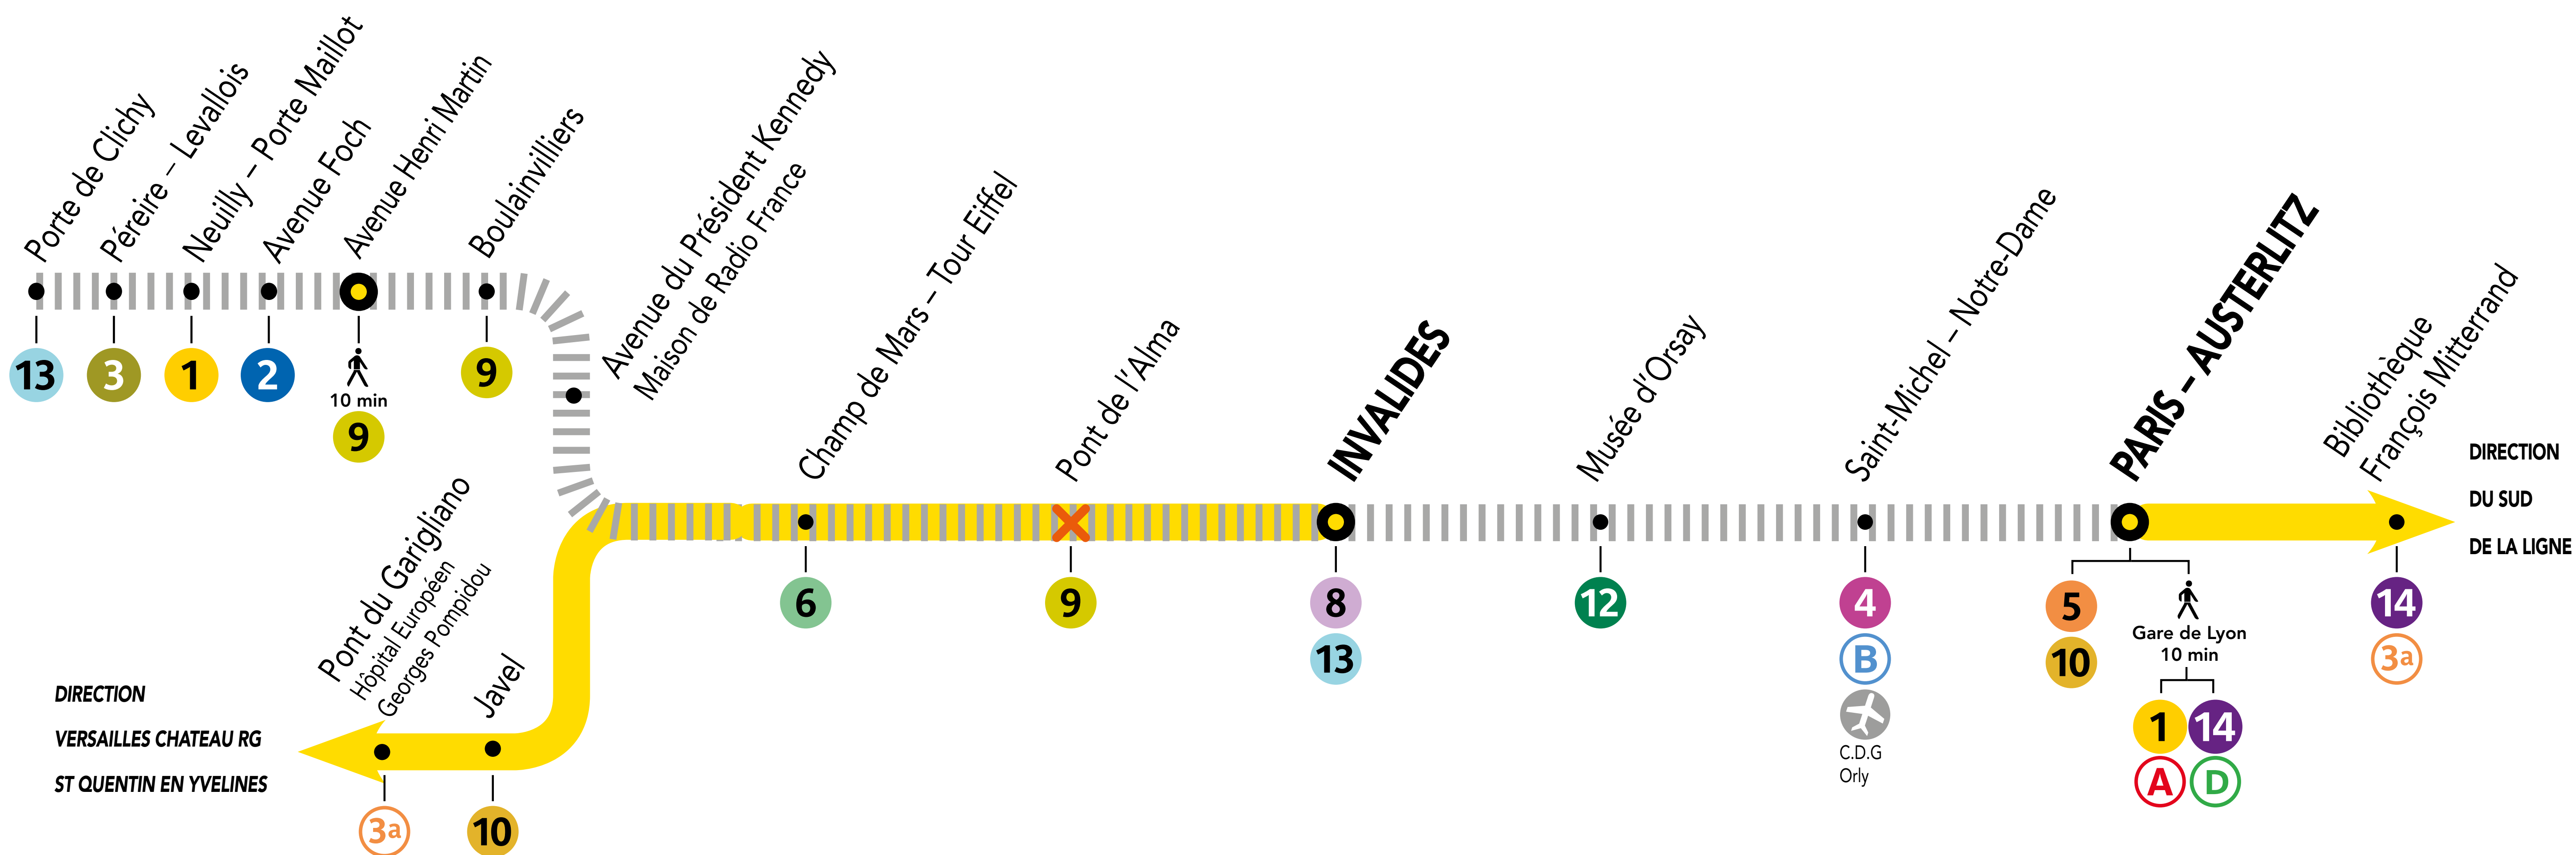 Porte de Clichy
Péreire – Levallois
Neuilly – Porte Maillot
Avenue Foch
Avenue Henri Martin
Boulainvilliers
Avenue du Président Kennedy
Maison de Radio France
13
3
1
2
10 min
9
9
Champ de Mars – Tour Eiffel
Pont de l'Alma
INVALIDES
Musée d'Orsay
Saint-Michel – Notre-Dame
PARIS – AUSTERLITZ
Bibliothèque
François Mitterrand
DIRECTION
DU SUD
DE LA LIGNE
6
9
8
13
12
4
B
C.D.G
Orly
5
10
Gare de Lyon
10 min
1 14
A D
14
3a
Pont du Garigliano
Hôpital Européen
Georges Pompidou
Javel
DIRECTION
VERSAILLES CHATEAU RG
ST QUENTIN EN YVELINES
3a
10